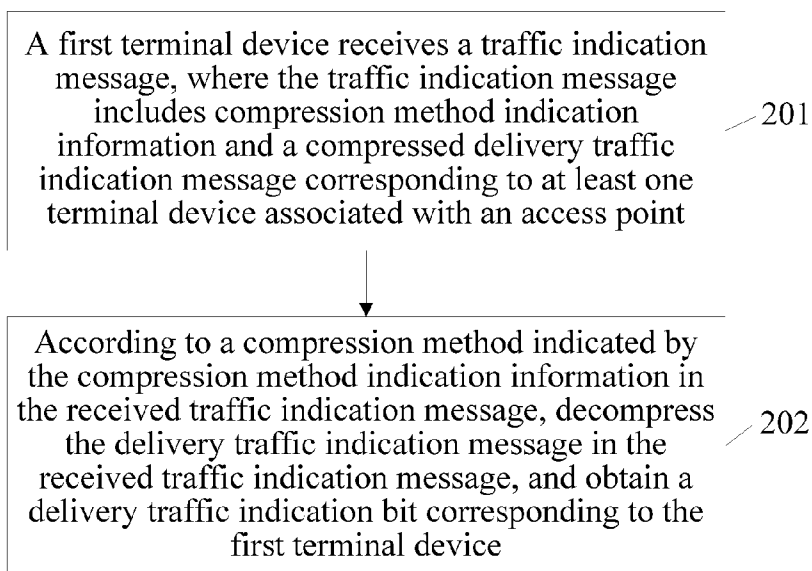 A first terminal device receives a traffic indication
message, where the traffic indication message
includes compression method indication
information and a compressed delivery traffic
indication message corresponding to at least one
terminal device associated with an access point
201
According to a compression method indicated by
the compression method indication information in
the received traffic indication message, decompress
the delivery traffic indication message in the
received traffic indication message, and obtain a
delivery traffic indication bit corresponding to the
first terminal device
202